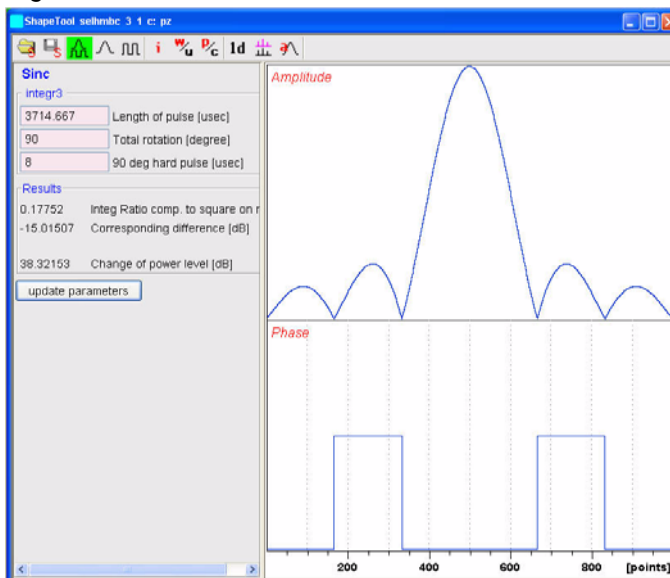 ShapeTool selhmbc 3 1 c: pz
i W/u P/c 1d
Sinc
integr3
3714.667 Length of pulse [usec]
90 Total rotation [degree]
8 90 deg hard pulse [usec]
Results
0.17752 Integ Ratio comp. to square on r
-15.01507 Corresponding difference [dB]
38.32153 Change of power level [dB]
update parameters
Amplitude
Phase
200 400 600 800 [points]